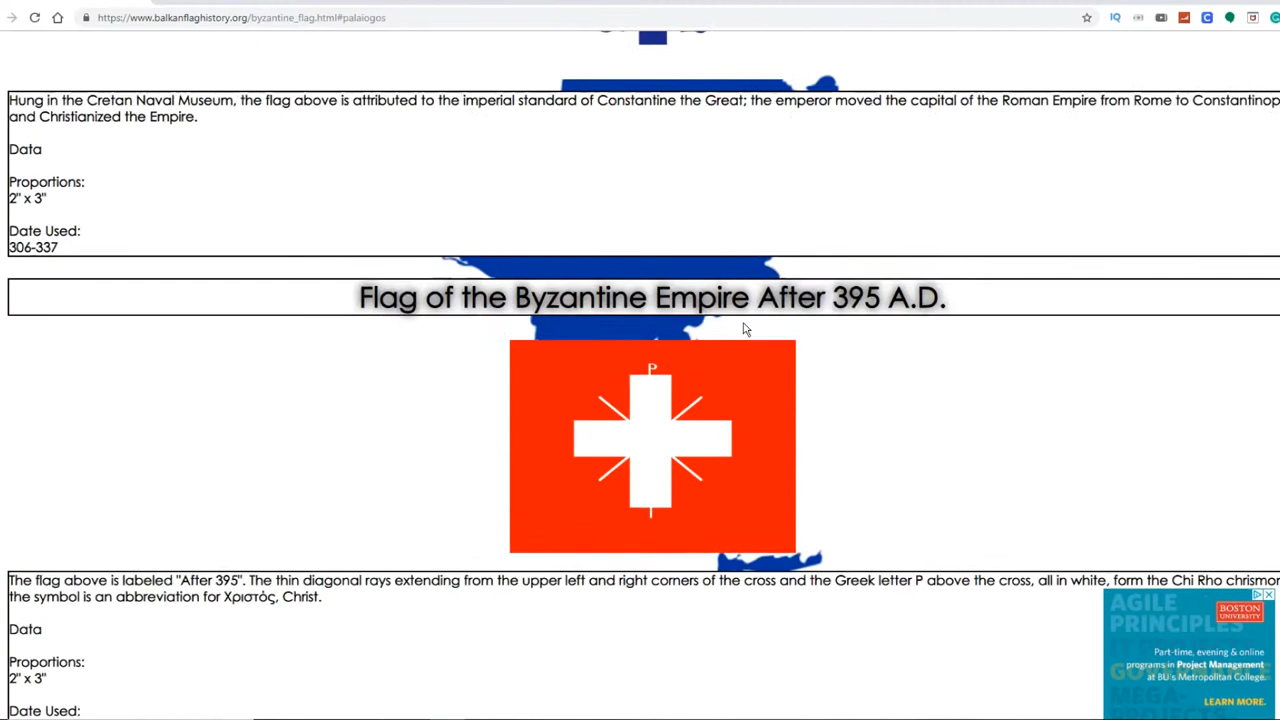 https://www.balkanflaghistory.org/byzantine_flag.html#palaiogos
IQ
Hung in the Cretan Naval Museum, the flag above is attributed to the imperial standard of Constantine the Great; the emperor moved the capital of the Roman Empire from Rome to Constantinop
and Christianized the Empire.
Data
Proportions:
2" x 3"
Date Used:
306-337
Flag of the Byzantine Empire After 395 A.D.
P
The flag above is labeled "After 395". The thin diagonal rays extending from the upper left and right corners of the cross and the Greek letter P above the cross, all in white, form the Chi Rho chrismor
the symbol is an abbreviation for Χριστὸς, Christ.
Data
Proportions:
2" x 3"
Date Used:
AGILE
PRINCIPLES
BOSTON
UNIVERSITY
Part-time, evening & online
programs in Project Management
at BU's Metropolitan College.
LEARN MORE.
MEGA-
PROJECTS